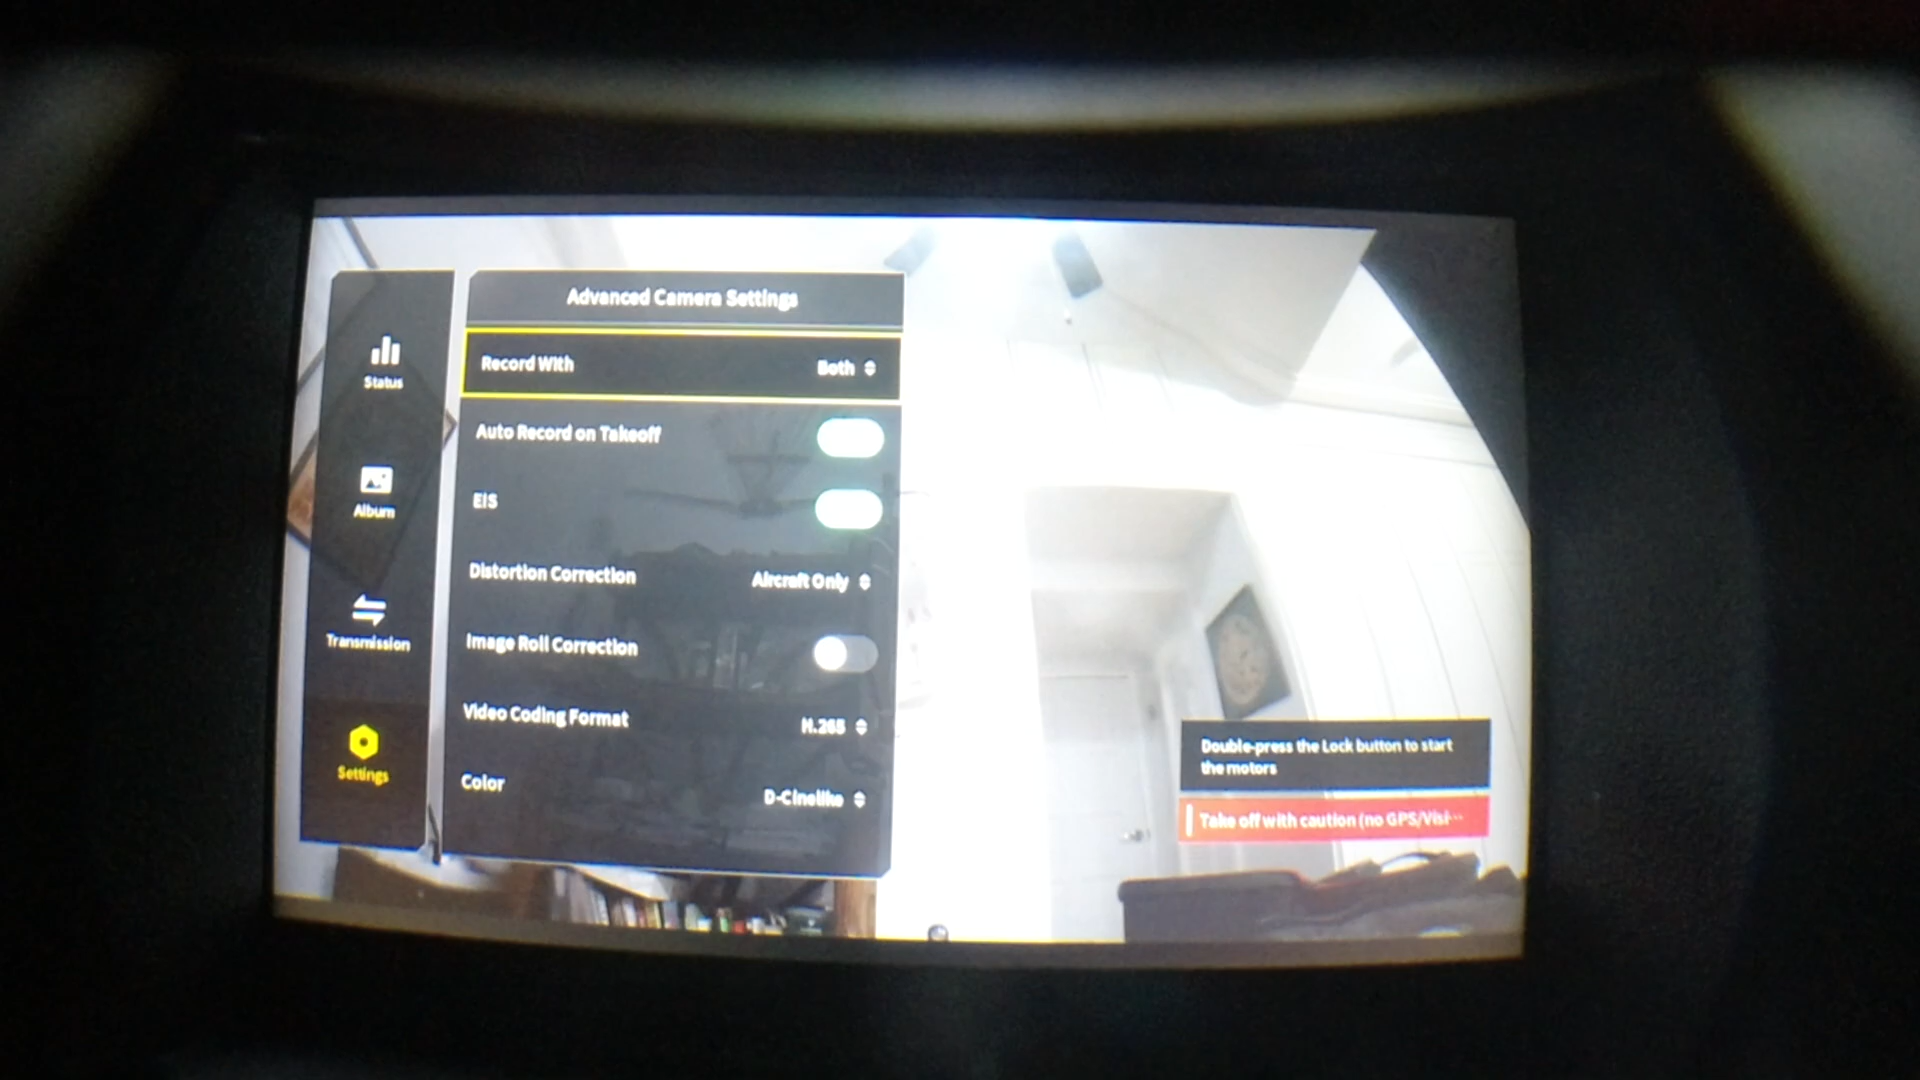 Advanced Camera Settings
Status
Album
Transmission
Settings
Record With Both
Auto Record on Takeoff
EIS
Distortion Correction Aircraft Only
Image Roll Correction
Video Coding Format H.265
Color D-Cinelike
Double-press the Lock button to start
the motors
Take off with caution (no GPS/Visi...